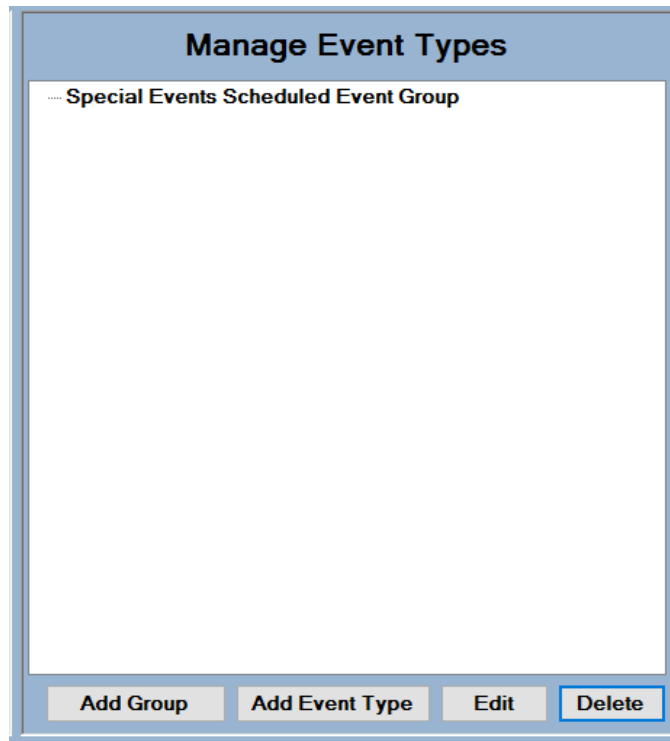 Manage Event Types
Special Events Scheduled Event Group
Add Group Add Event Type Edit Delete